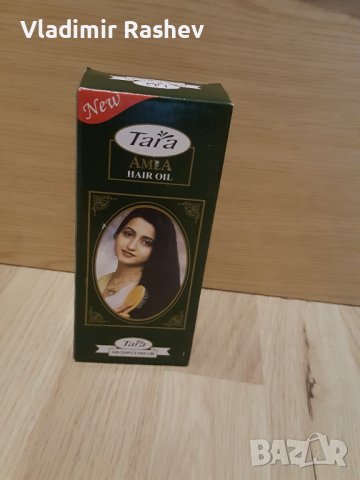 Vladimir Rashev
New
Tara
AMLA
HAIR OIL
Tara
FOR COMPLETE HAIR CARE
BAZAR